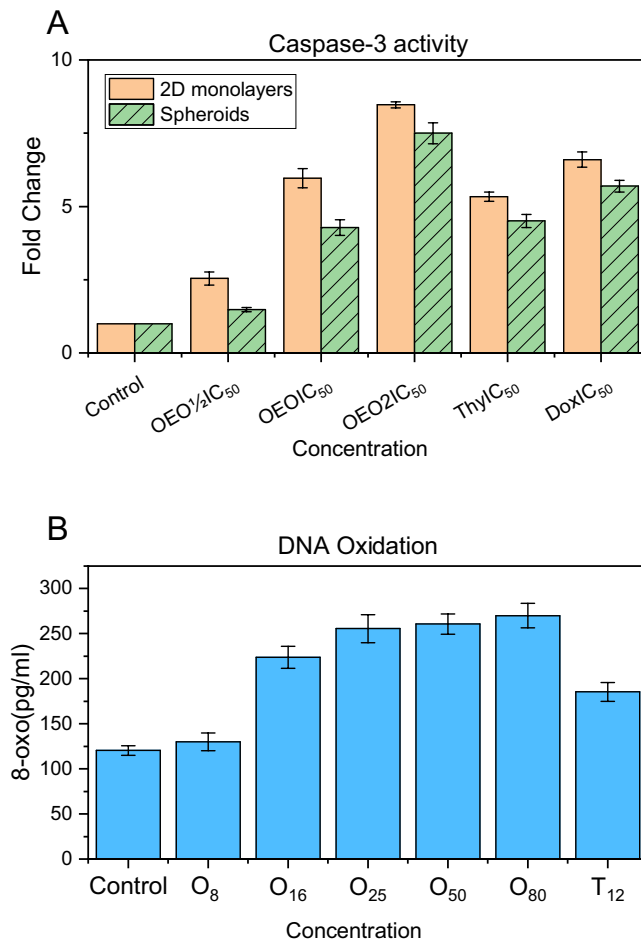 A
Caspase-3 activity
10
2D monolayers
Spheroids
5
0
Fold Change
Control
OEO½IC₅₀
OEOIC₅₀
OEO2IC₅₀
ThyIC₅₀
DoxIC₅₀
Concentration
B
DNA Oxidation
300
250
200
150
100
50
0
8-oxo(pg/ml)
Control O₈ O₁₆ O₂₅ O₅₀ O₈₀ T₁₂
Concentration